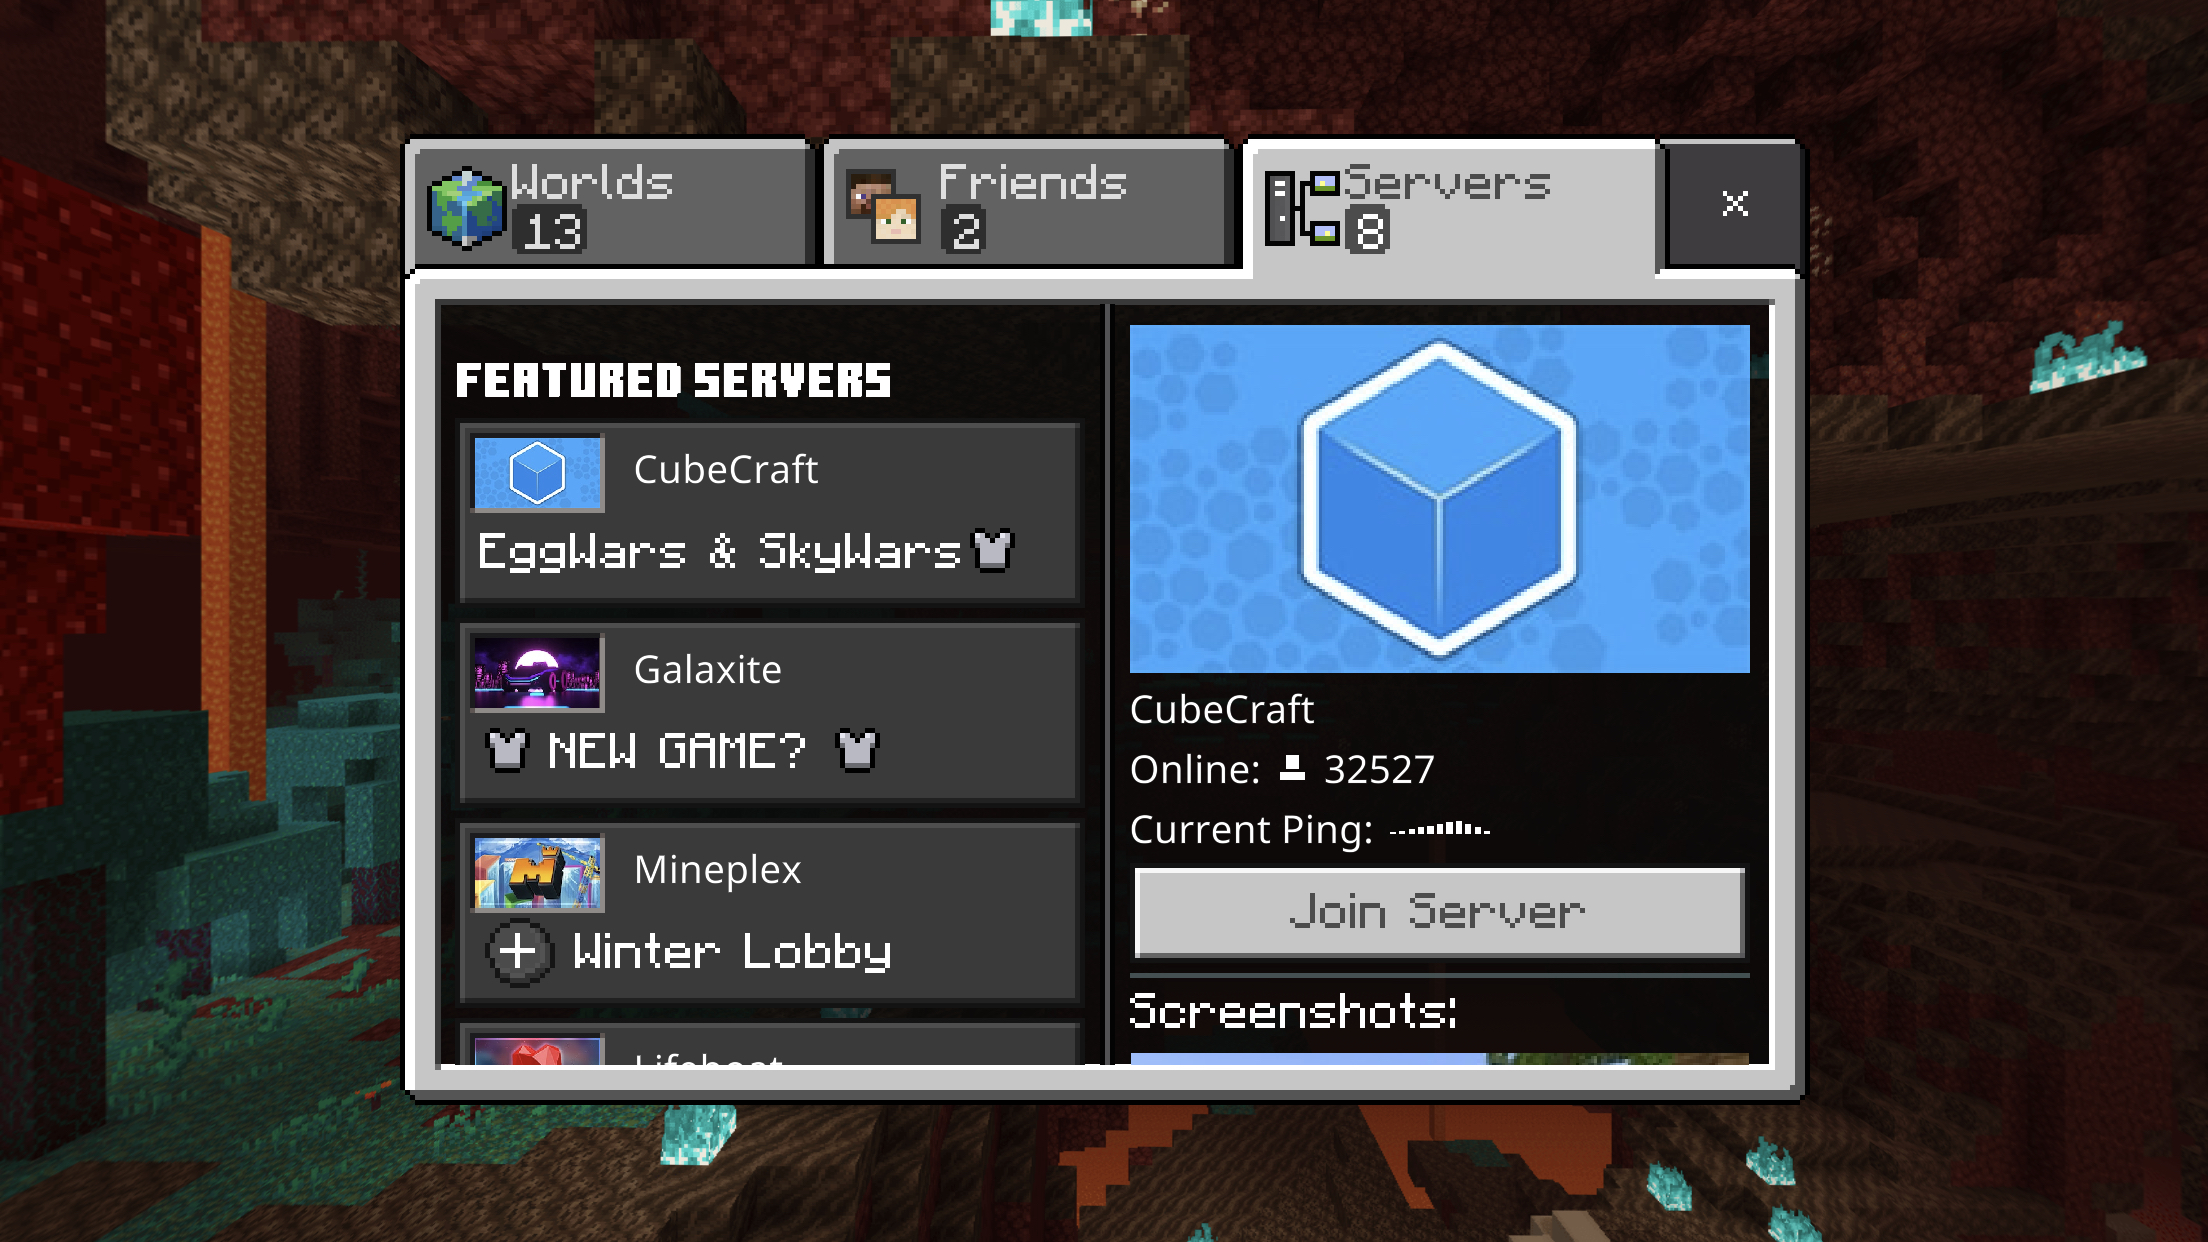 Worlds
13
Friends
2
Servers
8
FEATURED SERVERS
CubeCraft
EggWars & SkyWars
Galaxite
NEW GAME?
Mineplex
Winter Lobby
Lifeboat
CubeCraft
Online: 32527
Current Ping:
Join Server
Screenshots: